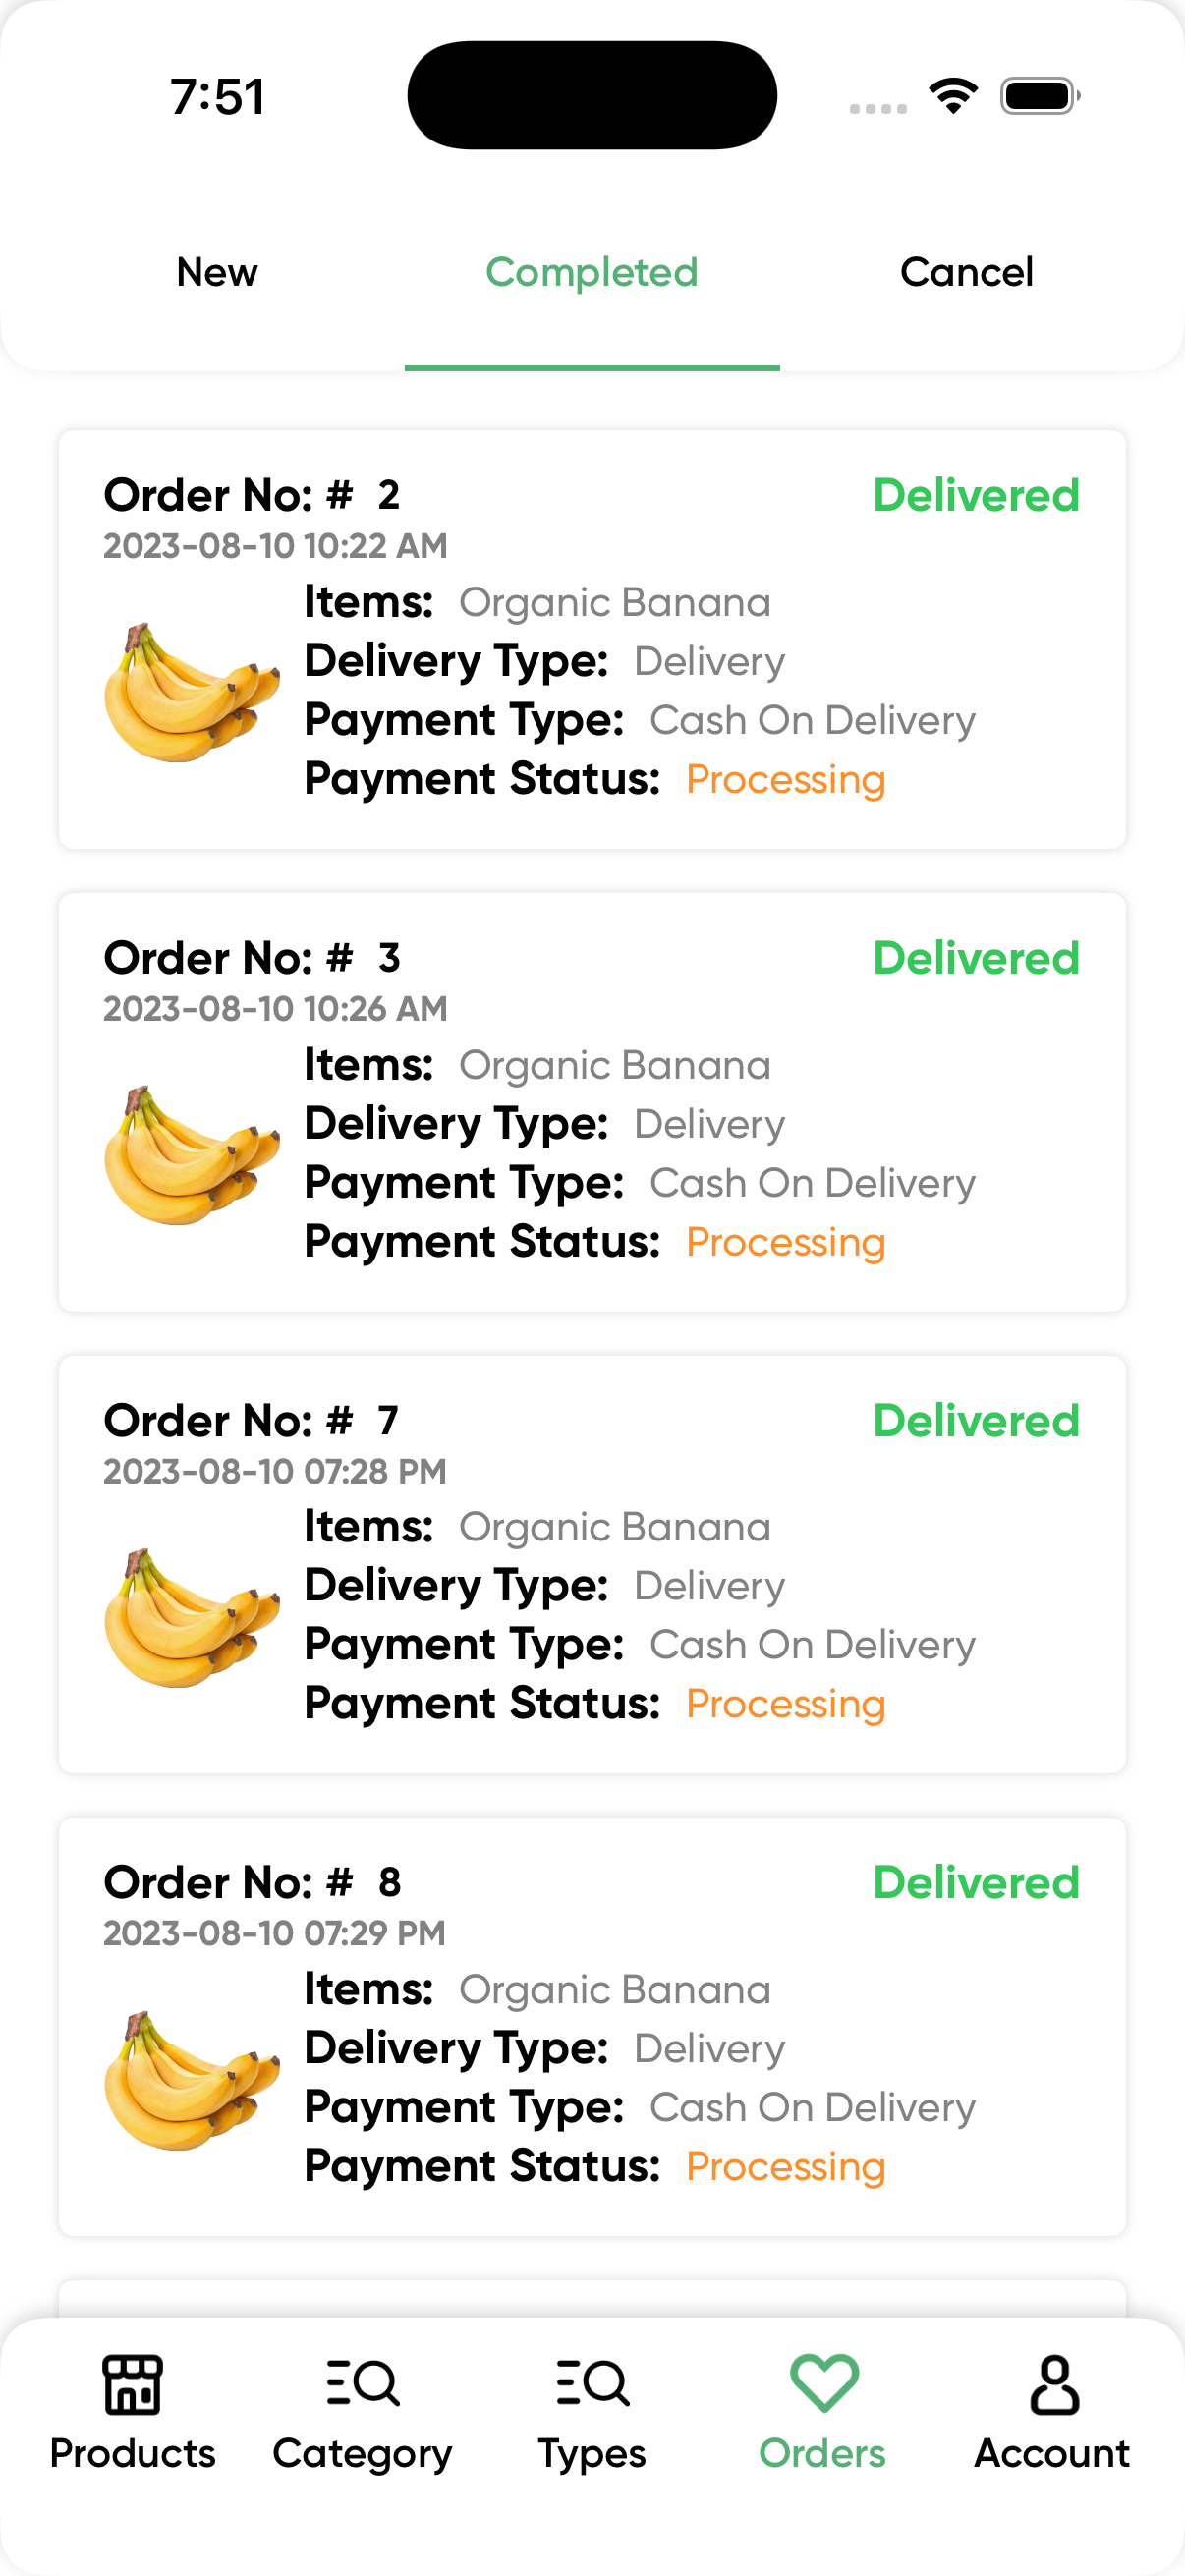 7:51
New Completed Cancel
Order No: # 2 Delivered
2023-08-10 10:22 AM
Items: Organic Banana
Delivery Type: Delivery
Payment Type: Cash On Delivery
Payment Status: Processing
Order No: # 3 Delivered
2023-08-10 10:26 AM
Items: Organic Banana
Delivery Type: Delivery
Payment Type: Cash On Delivery
Payment Status: Processing
Order No: # 7 Delivered
2023-08-10 07:28 PM
Items: Organic Banana
Delivery Type: Delivery
Payment Type: Cash On Delivery
Payment Status: Processing
Order No: # 8 Delivered
2023-08-10 07:29 PM
Items: Organic Banana
Delivery Type: Delivery
Payment Type: Cash On Delivery
Payment Status: Processing
Products Category Types Orders Account